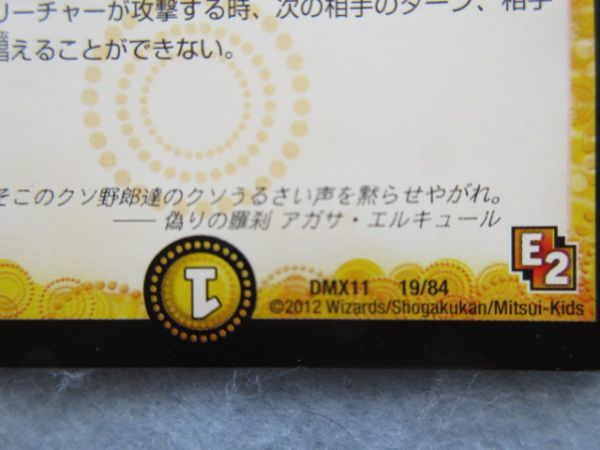 リーチャーが攻撃する時、次の相手のターン、相手
唱えることができない。
そこのクソ野郎達のクソうるさい声を黙らせやがれ。
—— 偽りの羅刹 アガサ・エルキュール
1
E2
DMX11 19/84
©2012 Wizards/Shogakukan/Mitsui-Kids